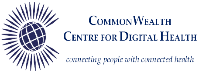 COMMONWEALTH
CENTRE FOR DIGITAL HEALTH
connecting people with connected health